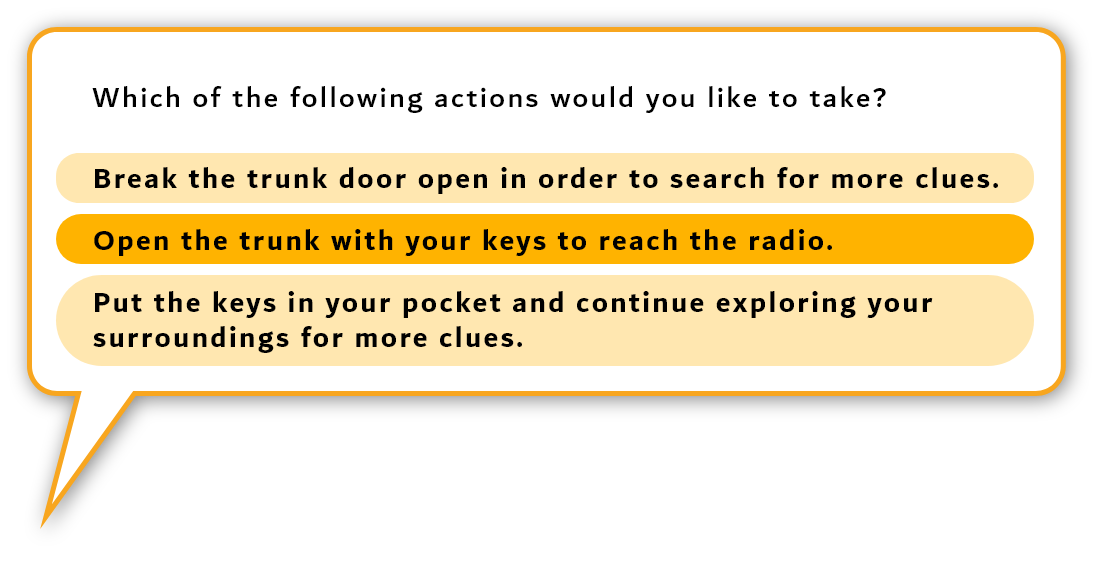 Which of the following actions would you like to take?
Break the trunk door open in order to search for more clues.
Open the trunk with your keys to reach the radio.
Put the keys in your pocket and continue exploring your
surroundings for more clues.